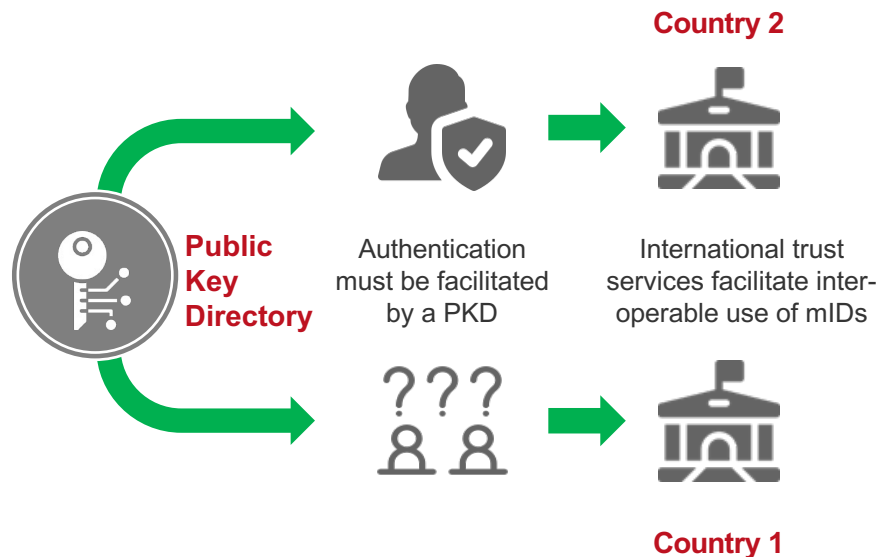 Country 2
Public
Key
Directory
Authentication
must be facilitated
by a PKD
International trust
services facilitate inter-
operable use of mIDs
? ? ?
Country 1